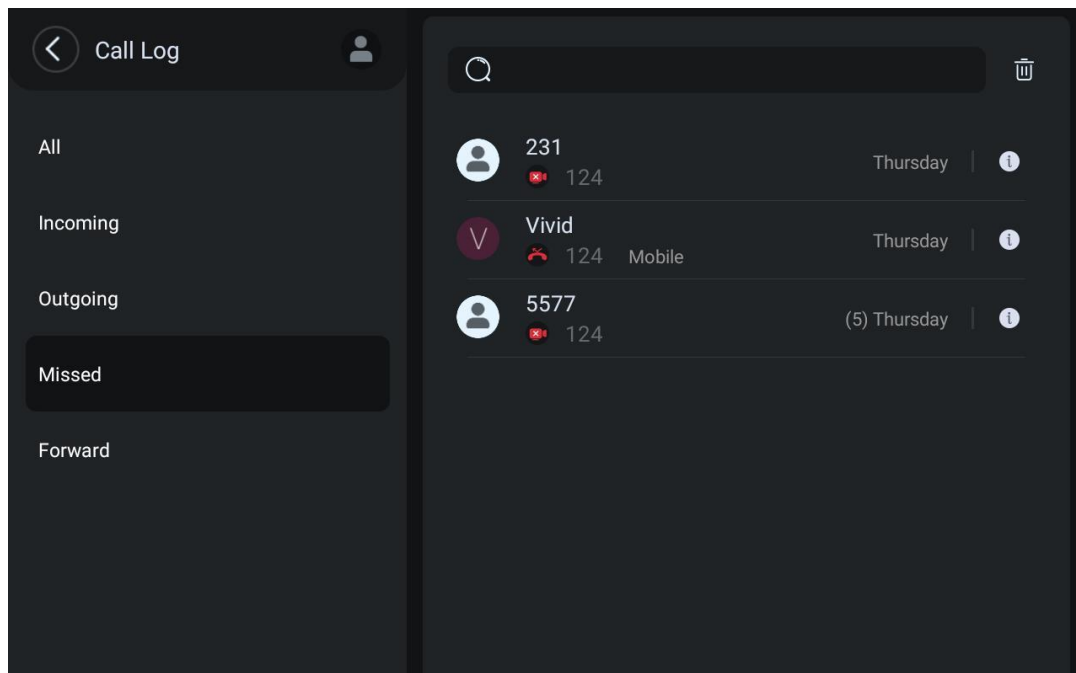 Call Log
All
Incoming
Outgoing
Missed
Forward
231
124
Thursday
V
Vivid
124 Mobile
Thursday
5577
124
(5) Thursday